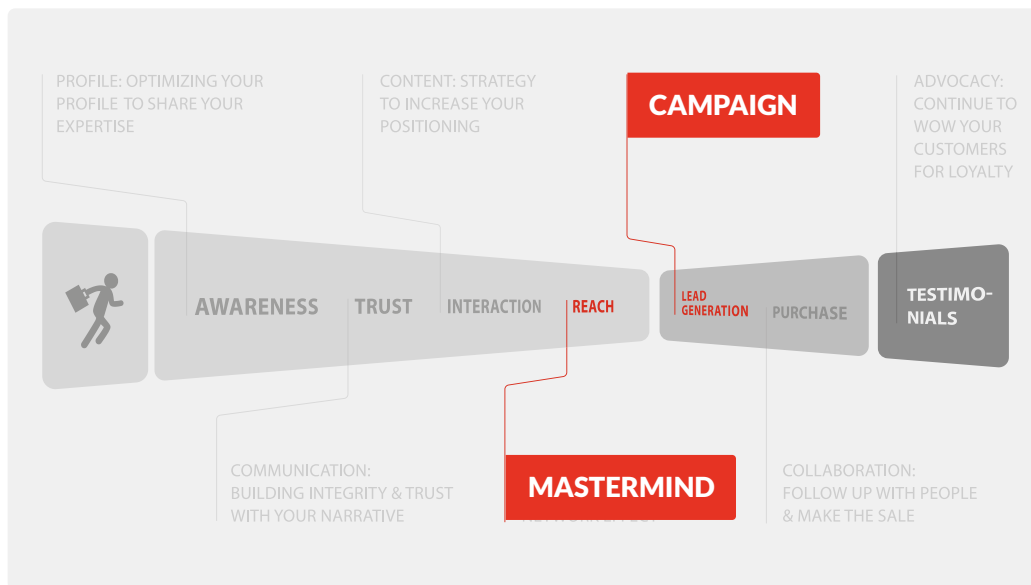 PROFILE: OPTIMIZING YOUR
PROFILE TO SHARE YOUR
EXPERTISE
CONTENT: STRATEGY
TO INCREASE YOUR
POSITIONING
CAMPAIGN
ADVOCACY:
CONTINUE TO
WOW YOUR
CUSTOMERS
FOR LOYALTY
AWARENESS
TRUST
INTERACTION
REACH
LEAD
GENERATION
PURCHASE
TESTIMO-
NIALS
COMMUNICATION:
BUILDING INTEGRITY & TRUST
WITH YOUR NARRATIVE
MASTERMIND
COLLABORATION:
FOLLOW UP WITH PEOPLE
& MAKE THE SALE